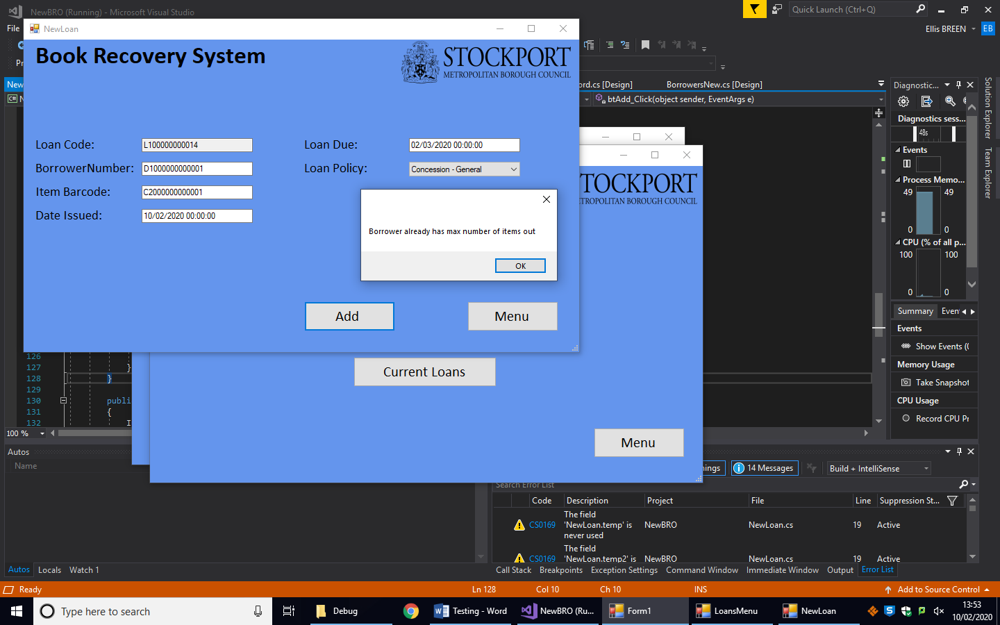 NewBRO (Running) - Microsoft Visual Studio
Quick Launch (Ctrl+Q)
File
Ellis BREEN
EB
NewLoan
Book Recovery System
STOCKPORT
METROPOLITAN BOROUGH COUNCIL
Loan Code:
L100000000014
Loan Due:
02/03/2020 00:00:00
BorrowerNumber:
D1000000000001
Loan Policy:
Concession - General
Item Barcode:
C2000000000001
Date Issued:
10/02/2020 00:00:00
Borrower already has max number of items out
OK
Add
Menu
ord.cs [Design]
BorrowersNew.cs [Design]
btAdd_Click(object sender, EventArgs e)
STOCKPORT
METROPOLITAN BOROUGH COUNCIL
Current Loans
Menu
126
127 }
128 }
129
130 publi
131 {
132 I
100 %
Diagnostic...
Diagnostics sess...
48s
Events
Process Memo...
49 49
0 0
CPU (% of all p...
100 100
0 0
Summary
Even
Events
Show Events (
Memory Usage
Take Snapshot
CPU Usage
Record CPU Pr
Solution Explorer
Team Explorer
Autos
Name
Autos
Locals
Watch 1
nings
14 Messages
Build + IntelliSense
Search Error List
Code Description Project File Line Suppression St...
CS0169 The field 'NewLoan.temp' is never used NewBRO NewLoan.cs 19 Active
CS0169 The field 'NewLoan.temp2' is NewBRO NewLoan.cs 19 Active
Call Stack
Breakpoints
Exception Settings
Command Window
Immediate Window
Output
Error List
Ready
Ln 128
Col 10
Ch 10
INS
Add to Source Control
Type here to search
Debug
Testing - Word
NewBRO (Ru...
Form1
LoansMenu
NewLoan
13:53
10/02/2020